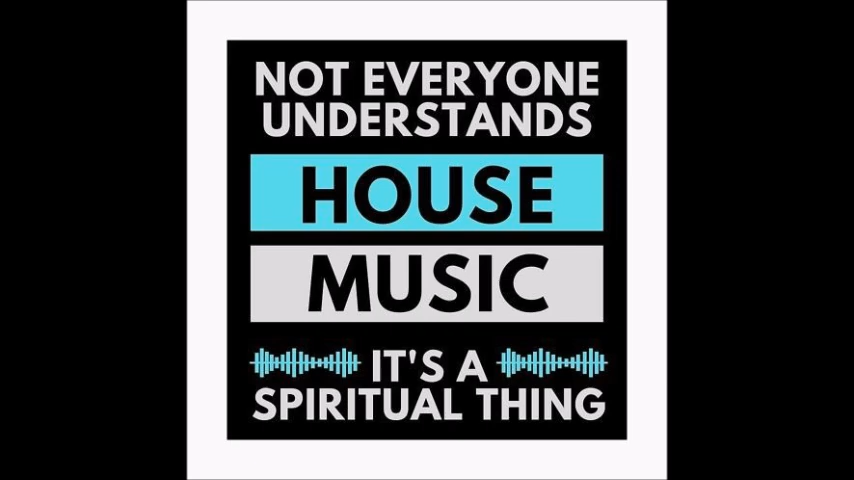 NOT EVERYONE
UNDERSTANDS
HOUSE
MUSIC
IT'S A
SPIRITUAL THING